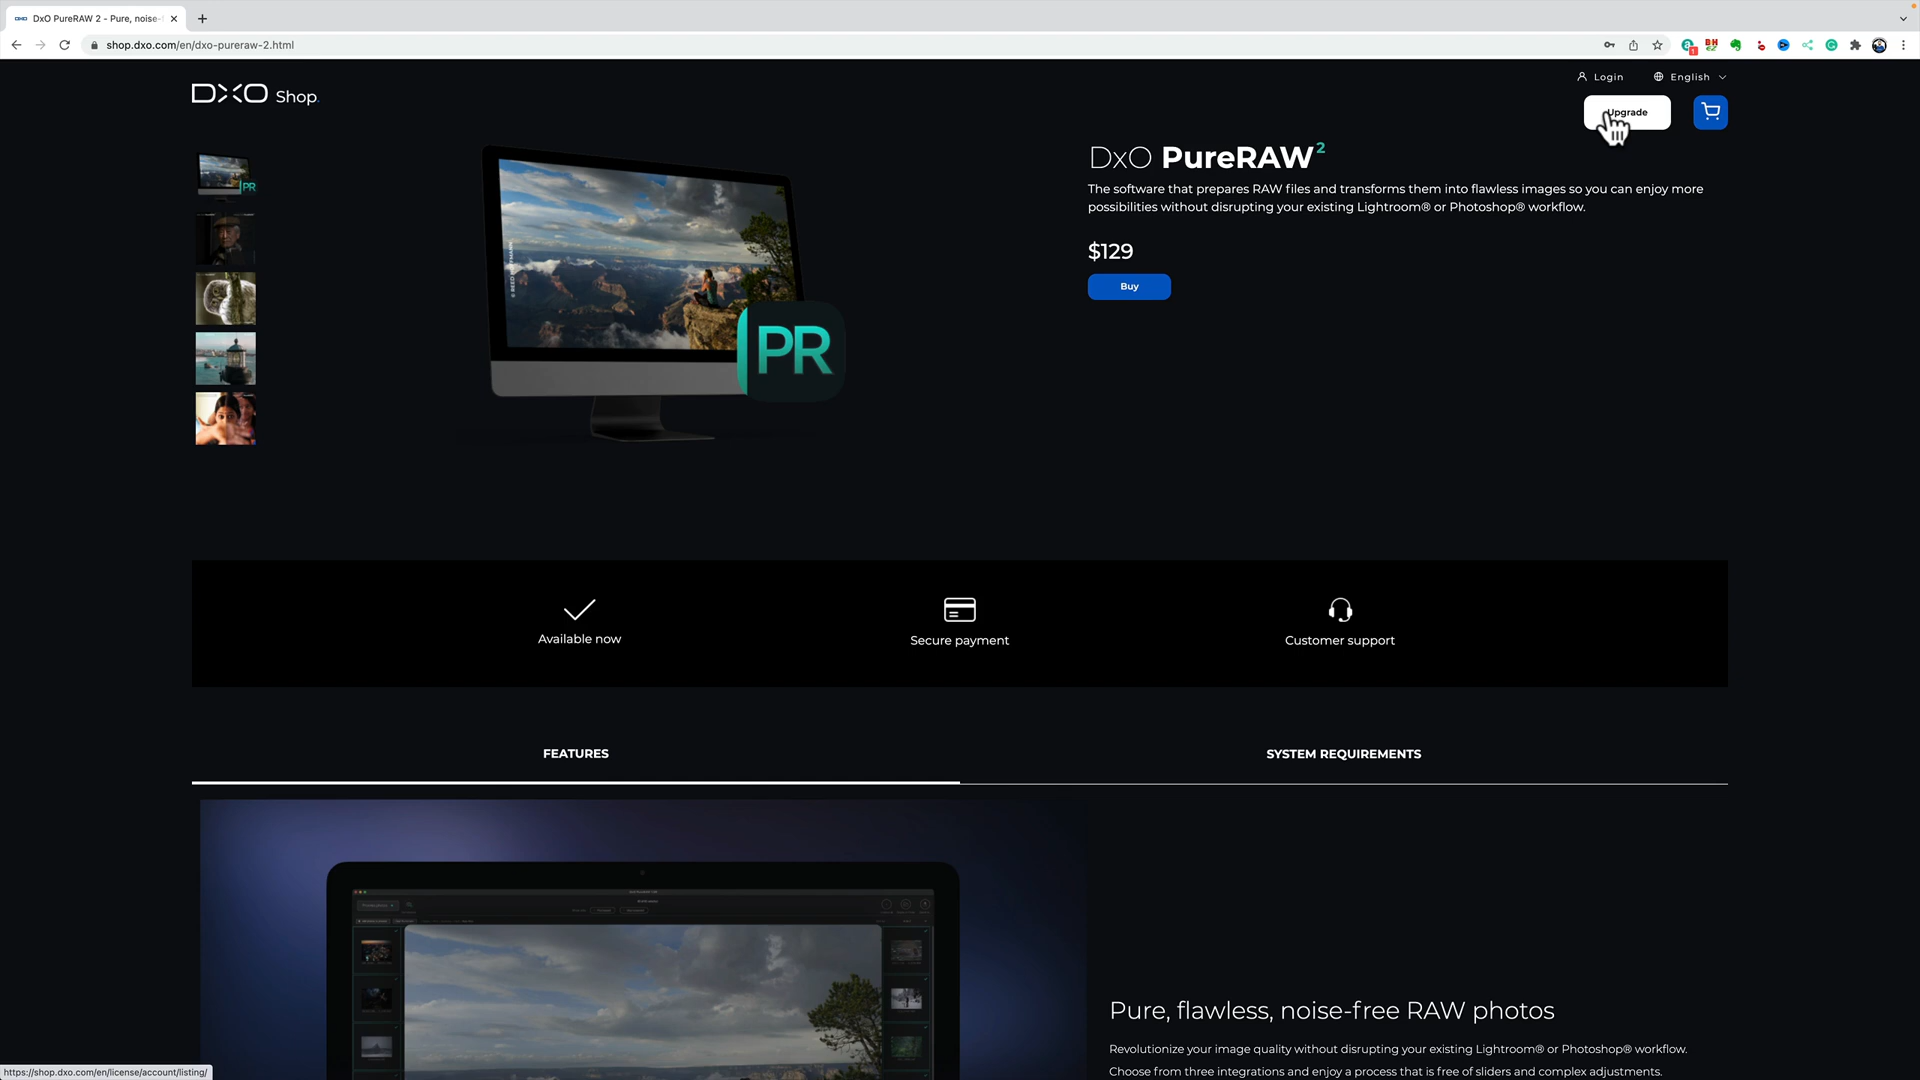 DxO PureRAW 2 - Pure, noise-
shop.dxo.com/en/dxo-pureraw-2.html
Login
English
DXO Shop.
Upgrade
DxO PureRAW 2
The software that prepares RAW files and transforms them into flawless images so you can enjoy more
possibilities without disrupting your existing Lightroom® or Photoshop® workflow.
$129
Buy
PR
PR
Available now
Secure payment
Customer support
FEATURES
SYSTEM REQUIREMENTS
Pure, flawless, noise-free RAW photos
Revolutionize your image quality without disrupting your existing Lightroom® or Photoshop® workflow.
Choose from three integrations and enjoy a process that is free of sliders and complex adjustments.
https://shop.dxo.com/en/license/account/listing/